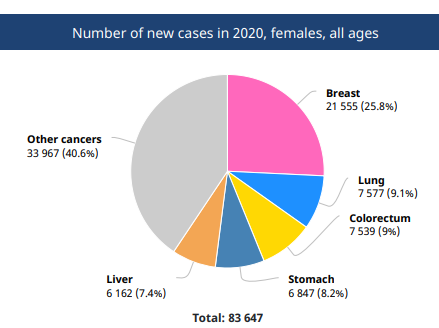 Number of new cases in 2020, females, all ages
Breast
21 555 (25.8%)
Other cancers
33 967 (40.6%)
Lung
7 577 (9.1%)
Colorectum
7 539 (9%)
Liver
6 162 (7.4%)
Stomach
6 847 (8.2%)
Total: 83 647